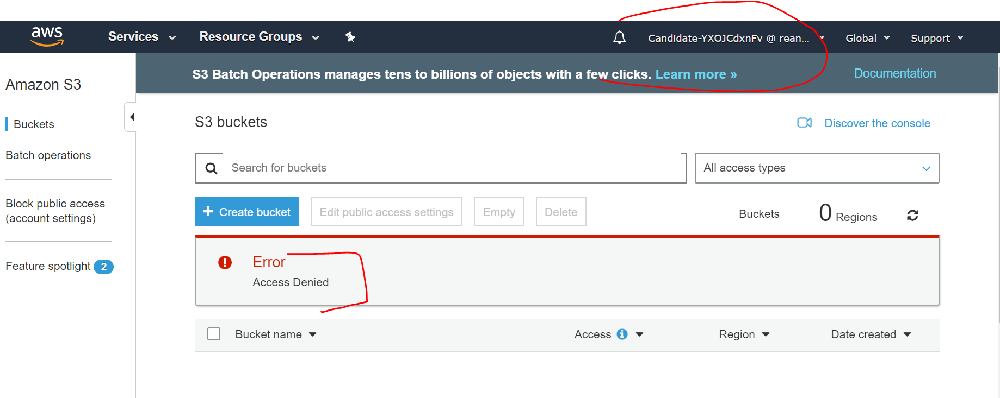 aws
Services
Resource Groups
Candidate-YXOJCdxnFv @ rean...
Global
Support
Amazon S3
Buckets
Batch operations
Block public access
(account settings)
Feature spotlight 2
S3 Batch Operations manages tens to billions of objects with a few clicks. Learn more »
Documentation
S3 buckets
Discover the console
Search for buckets
All access types
+ Create bucket
Edit public access settings
Empty
Delete
Buckets
0 Regions
Error
Access Denied
Bucket name
Access
Region
Date created